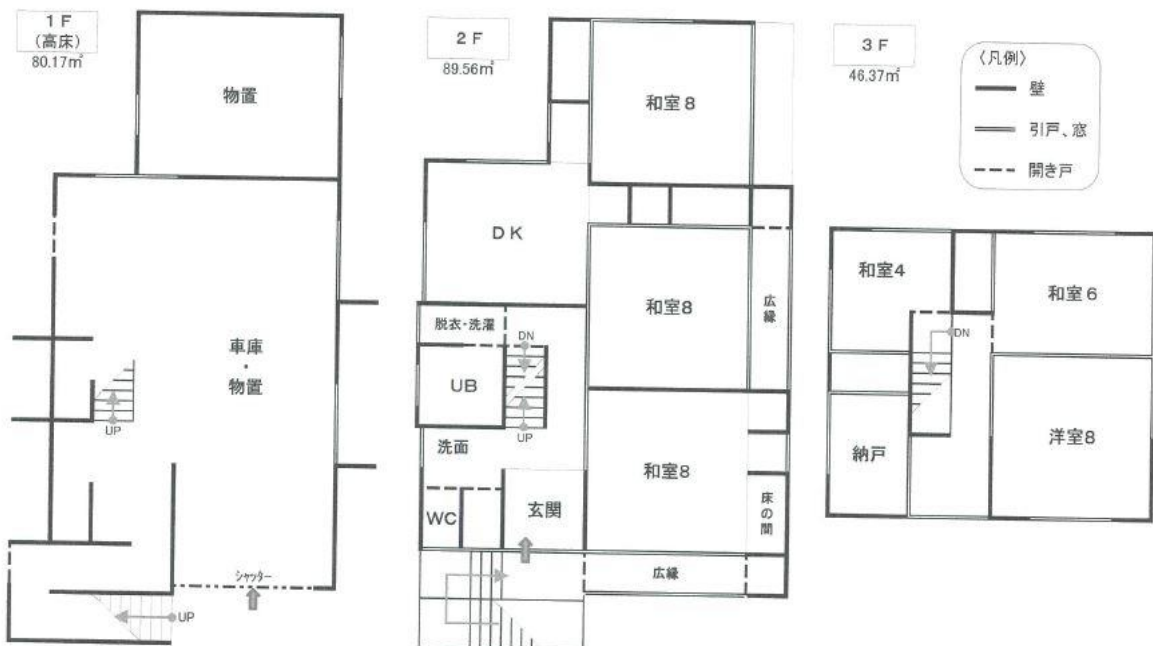 1F
(高床)
80.17㎡
物置
車庫
・
物置
UP
シャッター
UP
2F
89.56㎡
和室8
DK
和室8
広縁
脱衣・洗濯
DN
UB
UP
洗面
和室8
WC
玄関
床の間
広縁
3F
46.37㎡
〈凡例〉
壁
引戸、窓
開き戸
和室4
和室6
DN
納戸
洋室8